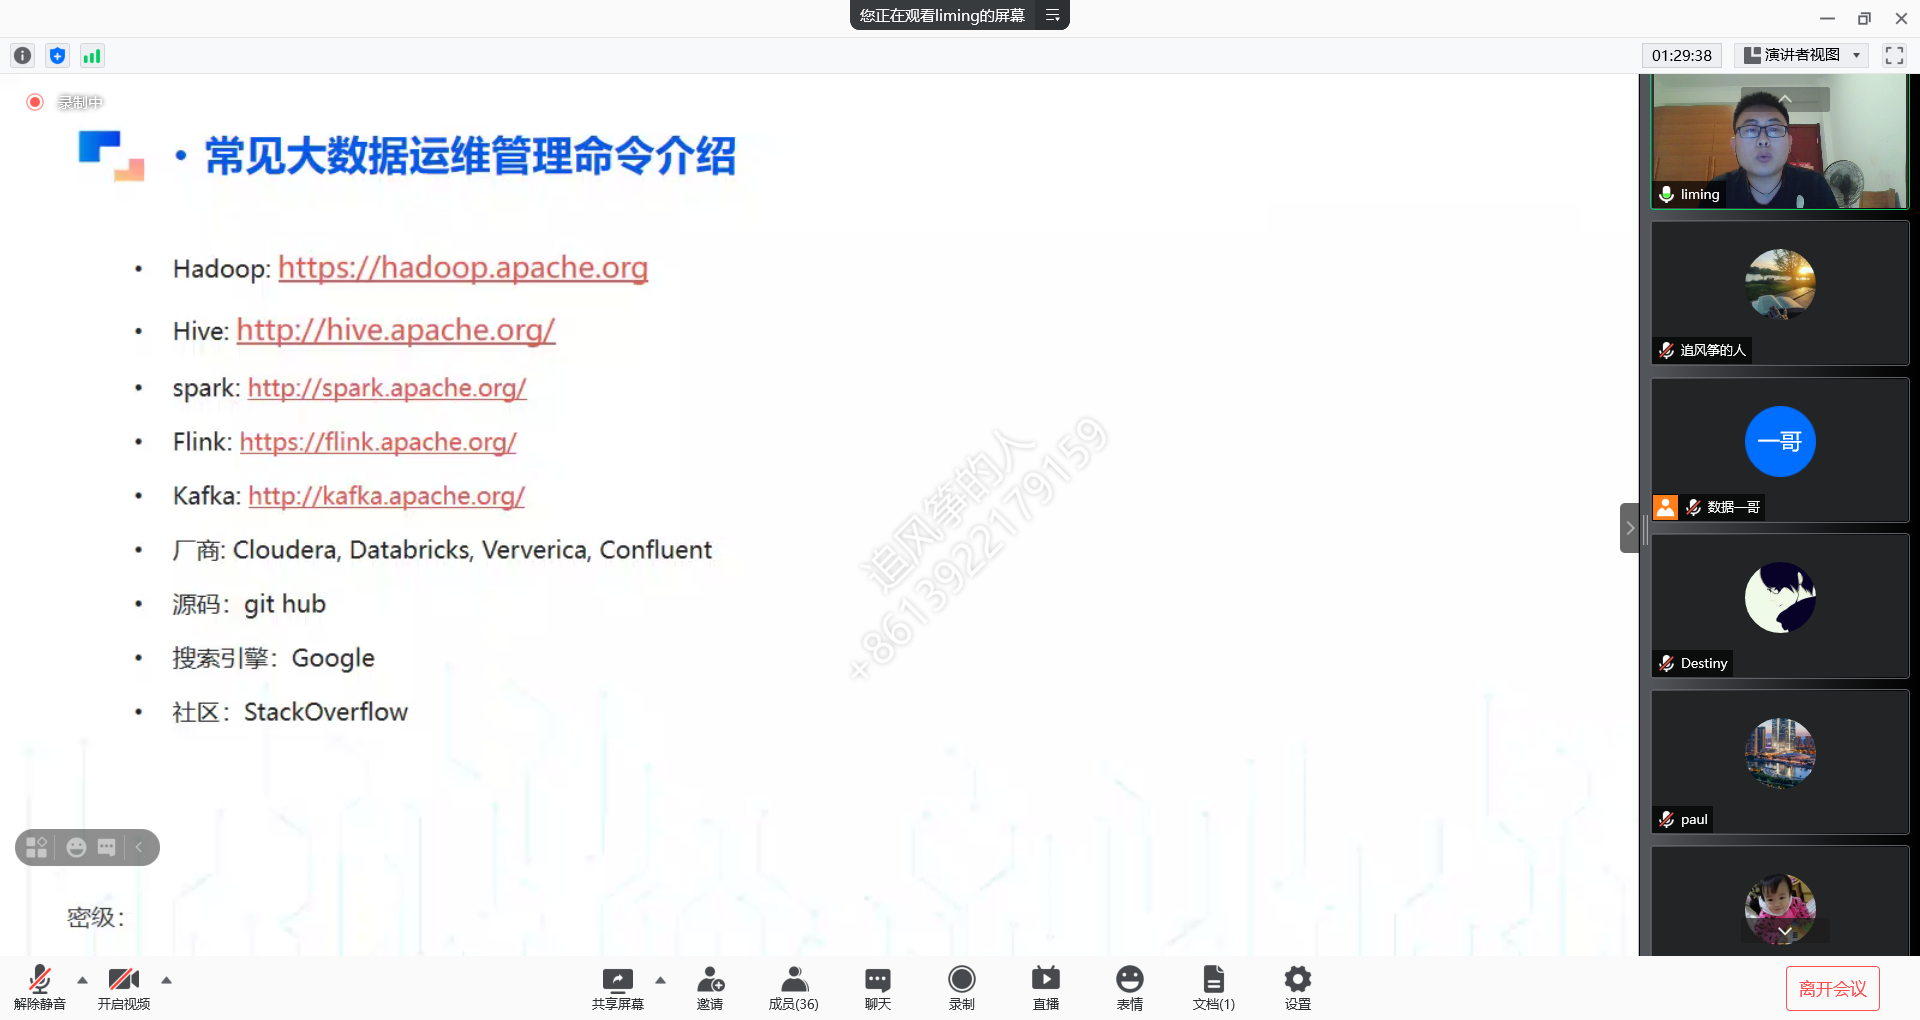 您正在观看liming的屏幕
01:29:38
演讲者视图
录制中
• 常见大数据运维管理命令介绍
• Hadoop: https://hadoop.apache.org
• Hive: http://hive.apache.org/
• spark: http://spark.apache.org/
• Flink: https://flink.apache.org/
• Kafka: http://kafka.apache.org/
• 厂商: Cloudera, Databricks, Ververica, Confluent
• 源码：git hub
• 搜索引擎：Google
• 社区：StackOverflow
追风筝的人
+8613922179159
密级：
liming
追风筝的人
一哥
数据一哥
Destiny
paul
解除静音
开启视频
共享屏幕
邀请
成员(36)
聊天
录制
直播
表情
文档(1)
设置
离开会议